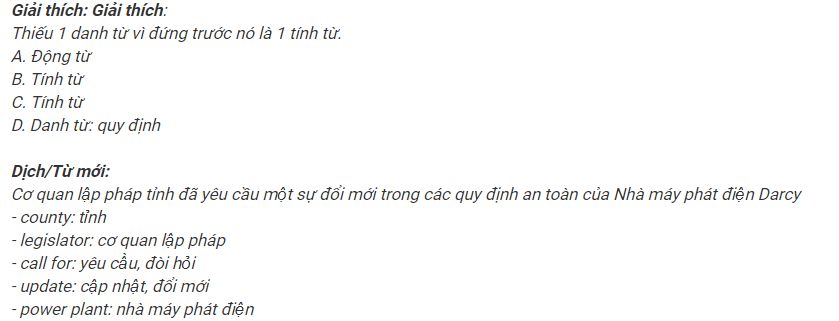 Giải thích: Giải thích:
Thiếu 1 danh từ vì đứng trước nó là 1 tính từ.
A. Động từ
B. Tính từ
C. Tính từ
D. Danh từ: quy định
Dịch/Từ mới:
Cơ quan lập pháp tỉnh đã yêu cầu một sự đổi mới trong các quy định an toàn của Nhà máy phát điện Darcy
- county: tỉnh
- legislator: cơ quan lập pháp
- call for: yêu cầu, đòi hỏi
- update: cập nhật, đổi mới
- power plant: nhà máy phát điện